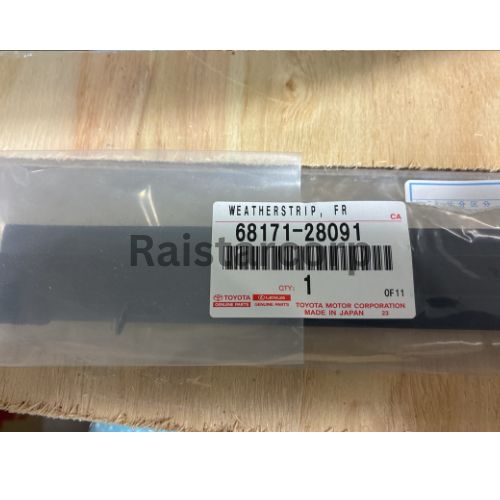 WEATHERSTRIP, FR
CA
68171-28091
Raistarcorp
QTY: 1
OF11
TOYOTA LEXUS
GENUINE PARTS GENUINE PARTS
TOYOTA MOTOR CORPORATION
MADE IN JAPAN 23